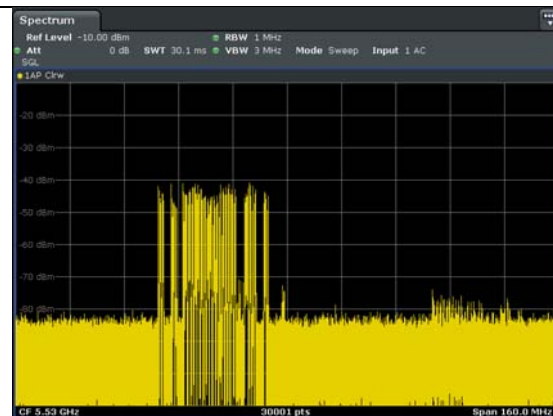 Spectrum
Ref Level -10.00 dBm RBW 1 MHz
Att 0 dB SWT 30.1 ms VBW 3 MHz Mode Sweep Input 1 AC
SGL
1AP Clrw
-20 dBm
-30 dBm
-40 dBm
-50 dBm
-60 dBm
-70 dBm
-80 dBm
CF 5.53 GHz 30001 pts Span 160.0 MHz